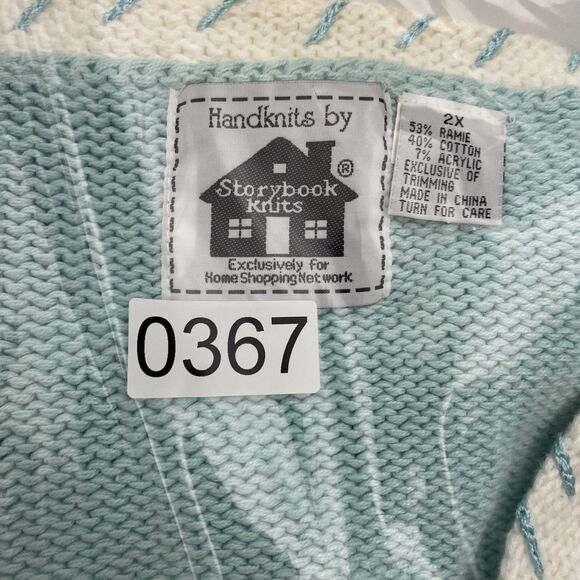 Handknits by
Storybook
Knits
®
Exclusively for
Home Shopping Network
2X
53% RAMIE
40% COTTON
7% ACRYLIC
EXCLUSIVE OF
TRIMMING
MADE IN CHINA
TURN FOR CARE
0367